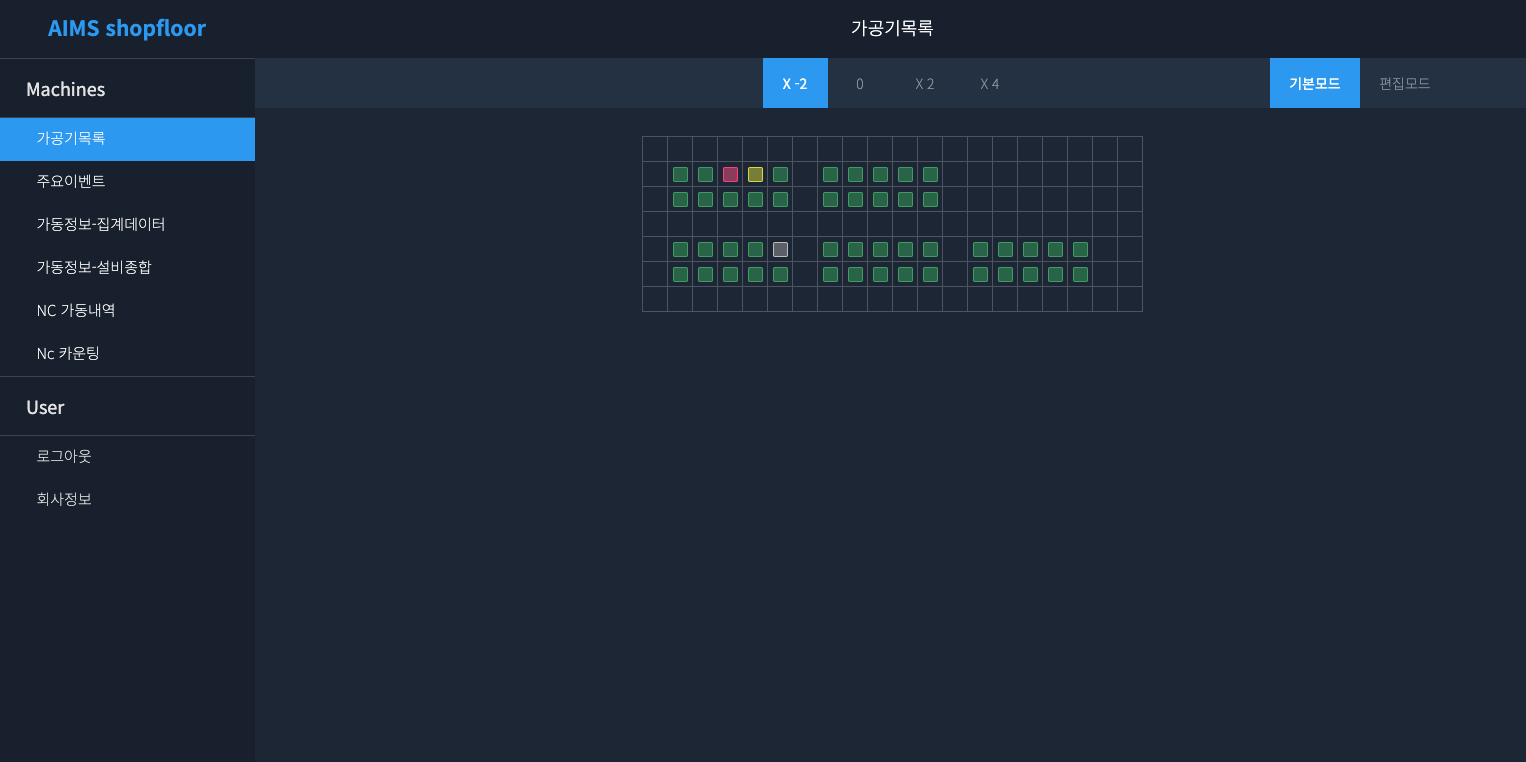 AIMS shopfloor
가공기목록
X -2
0
X 2
X 4
기본모드
편집모드
Machines
가공기목록
주요이벤트
가동정보-집계데이터
가동정보-설비종합
NC 가동내역
Nc 카운팅
User
로그아웃
회사정보